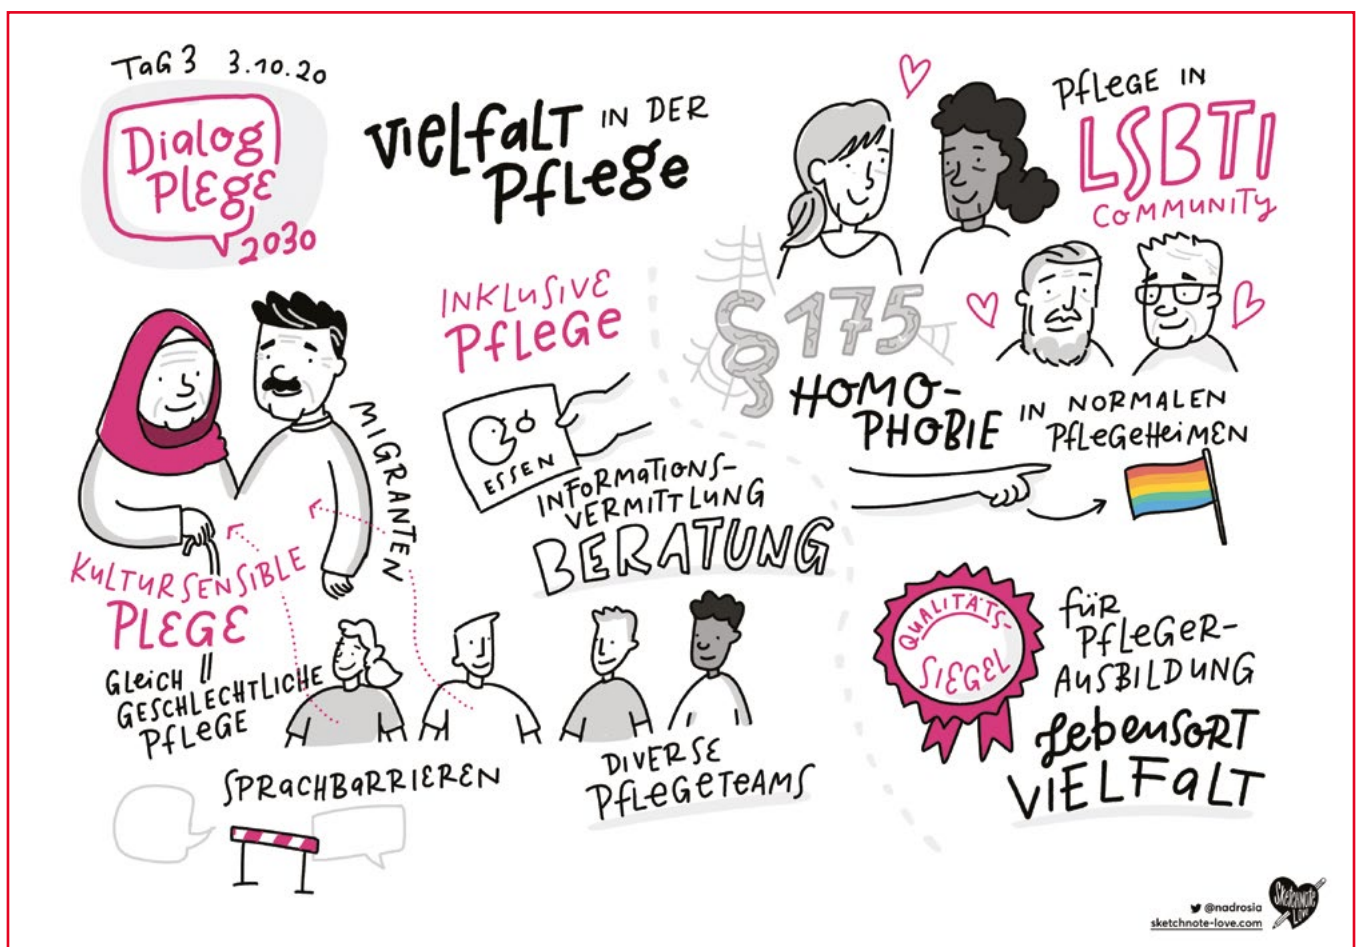 TAG 3 3.10.20
Dialog
PLEGE
2030
VIELFALT IN DER
PFLEGE
INKLUSIVE
PFLEGE
ESSEN
INFORMATIONS-
VERMITTLUNG
BERATUNG
MIGRANTEN
KULTURSENSIBLE
PLEGE
GLEICH
GESCHLECHTLICHE
PFLEGE
SPRACHBARRIEREN
DIVERSE
PFLEGETEAMS
PFLEGE IN
LSBTI
COMMUNITY
§ 175
HOMO-
PHOBIE IN NORMALEN
PFLEGEHEIMEN
QUALITÄTS-
SIEGEL
FÜR
PFLEGER-
AUSBILDUNG
Lebensort
VIELFALT
@nadrosia
sketchnote-love.com
SKETCHNOTE
LOVE